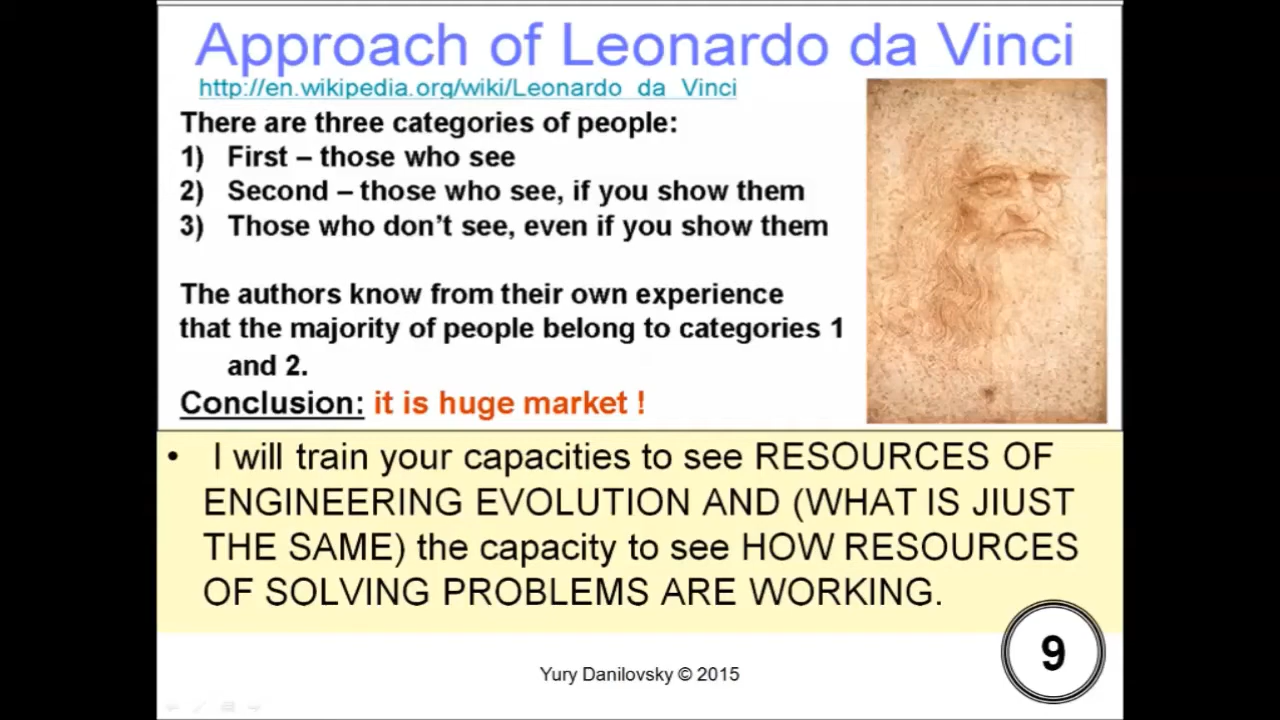 Approach of Leonardo da Vinci
http://en.wikipedia.org/wiki/Leonardo_da_Vinci
There are three categories of people:
1) First – those who see
2) Second – those who see, if you show them
3) Those who don't see, even if you show them
The authors know from their own experience
that the majority of people belong to categories 1
and 2.
Conclusion: it is huge market !
• I will train your capacities to see RESOURCES OF
ENGINEERING EVOLUTION AND (WHAT IS JIUST
THE SAME) the capacity to see HOW RESOURCES
OF SOLVING PROBLEMS ARE WORKING.
9
Yury Danilovsky © 2015